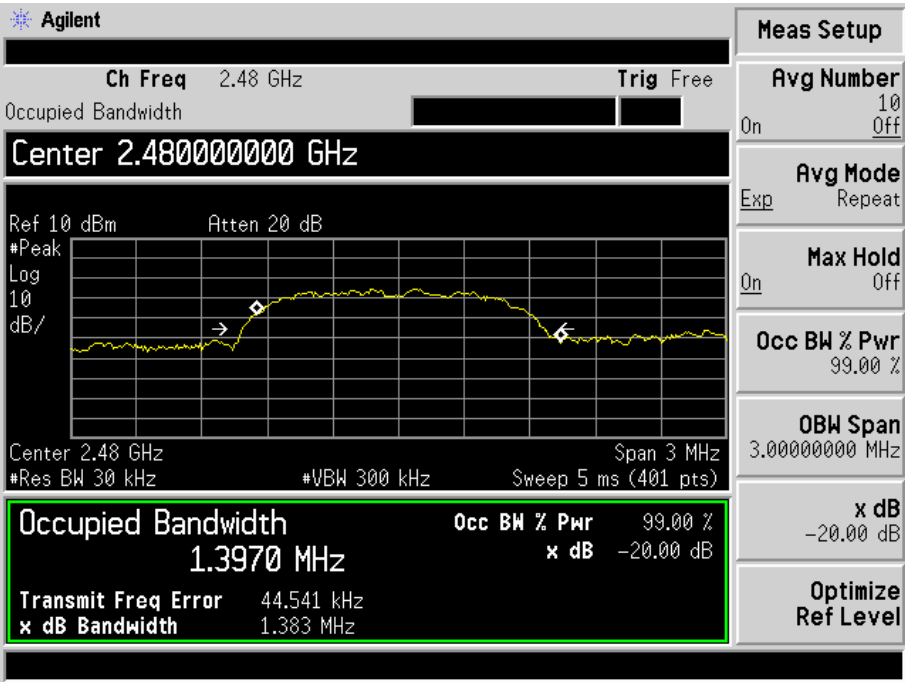 Agilent
Ch Freq 2.48 GHz Trig Free
Occupied Bandwidth
Center 2.480000000 GHz
Ref 10 dBm Atten 20 dB
#Peak
Log
10
dB/
Center 2.48 GHz Span 3 MHz
#Res BW 30 kHz #VBW 300 kHz Sweep 5 ms (401 pts)
Occupied Bandwidth
1.3970 MHz
Occ BW % Pwr 99.00 %
x dB -20.00 dB
Transmit Freq Error 44.541 kHz
x dB Bandwidth 1.383 MHz
Meas Setup
Avg Number
10
On Off
Avg Mode
Exp Repeat
Max Hold
On Off
Occ BW % Pwr
99.00 %
OBW Span
3.00000000 MHz
x dB
-20.00 dB
Optimize
Ref Level